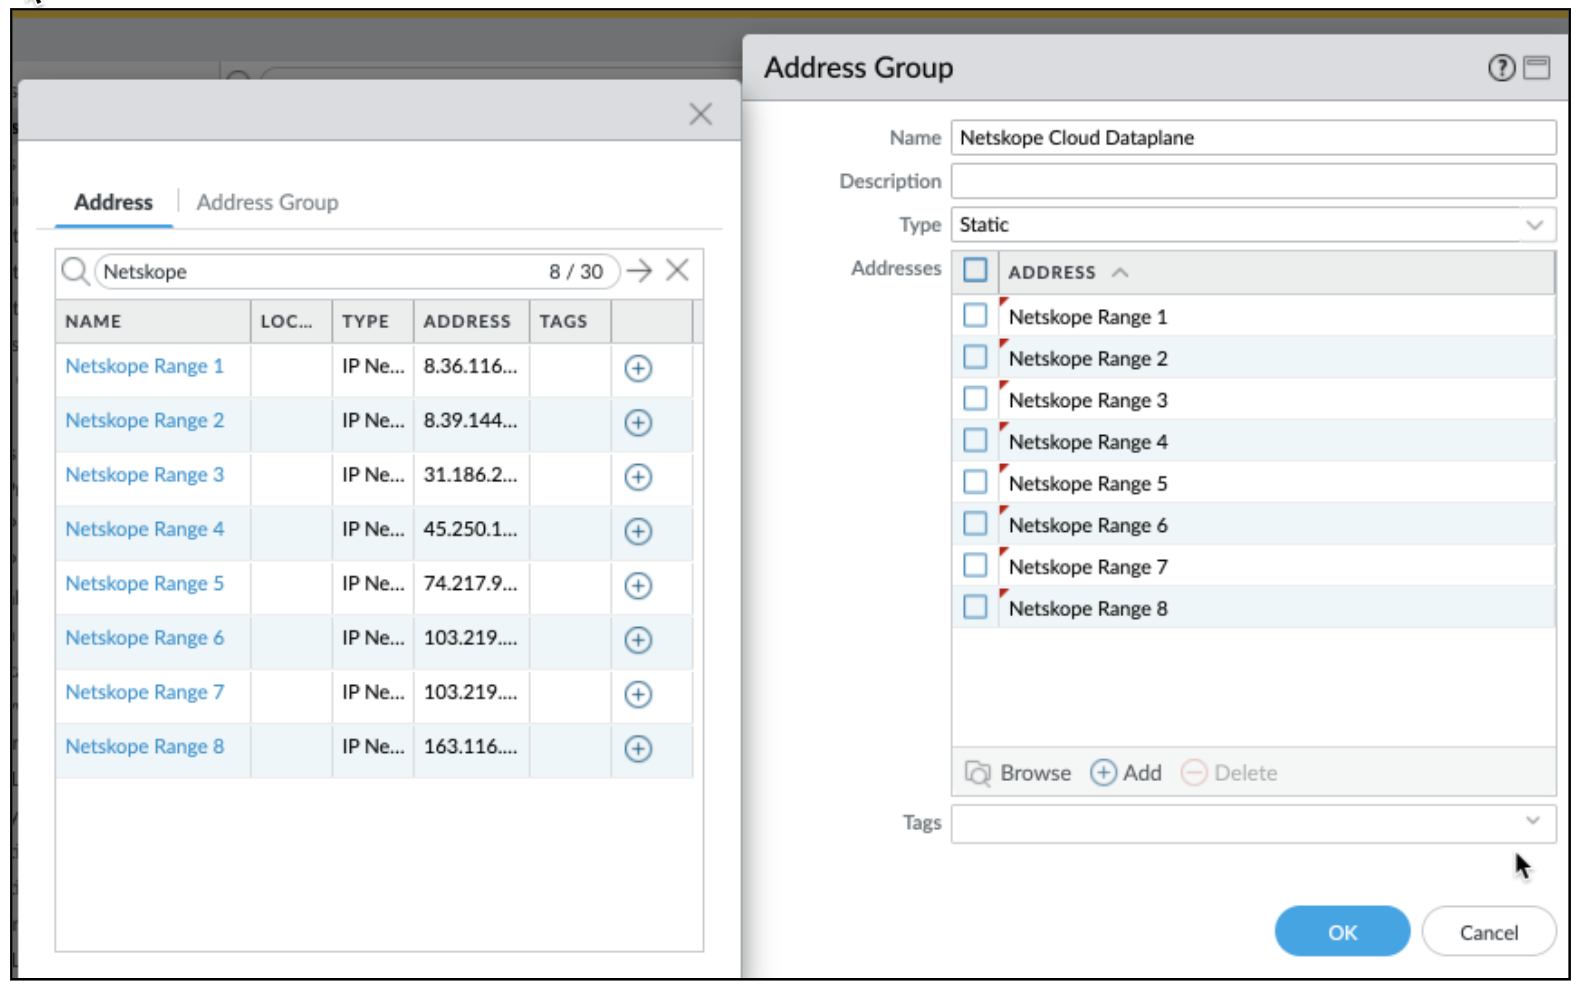 Address Group
Name Netskope Cloud Dataplane
Description
Type Static
Addresses ADDRESS
Netskope Range 1
Netskope Range 2
Netskope Range 3
Netskope Range 4
Netskope Range 5
Netskope Range 6
Netskope Range 7
Netskope Range 8
Browse Add Delete
Tags
OK Cancel
Address Address Group
Netskope 8 / 30
NAME LOC... TYPE ADDRESS TAGS
Netskope Range 1 IP Ne... 8.36.116...
Netskope Range 2 IP Ne... 8.39.144...
Netskope Range 3 IP Ne... 31.186.2...
Netskope Range 4 IP Ne... 45.250.1...
Netskope Range 5 IP Ne... 74.217.9...
Netskope Range 6 IP Ne... 103.219....
Netskope Range 7 IP Ne... 103.219....
Netskope Range 8 IP Ne... 163.116....